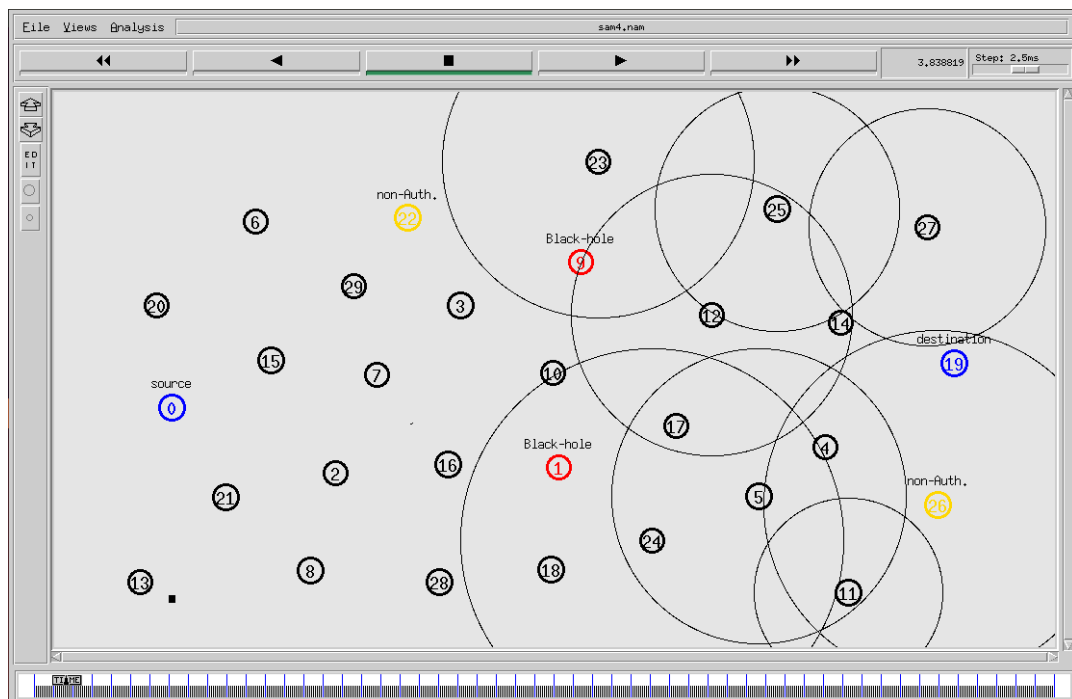 File Views Analysis sam4.nam
3.838819 Step: 2.5ms
ED
IT
23
non-Auth.
22
25
6
27
Black-hole
9
29
20
3
12
14
destination
19
15
7
10
source
0
17
Black-hole
4
16
1
2
non-Auth.
21
5
26
24
8
18
13
28
11
TIME